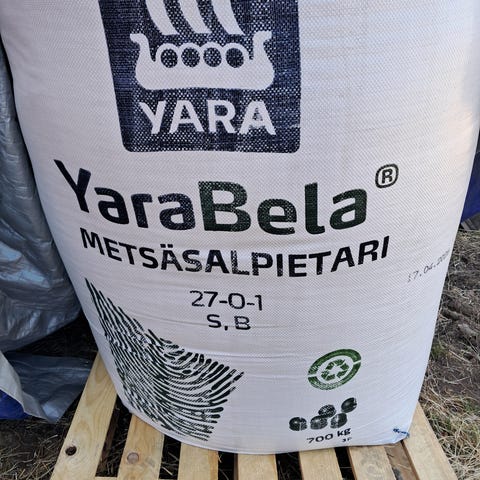 YARA
YaraBela®
METSÄSALPIETARI
27-0-1
S, B
700 kg